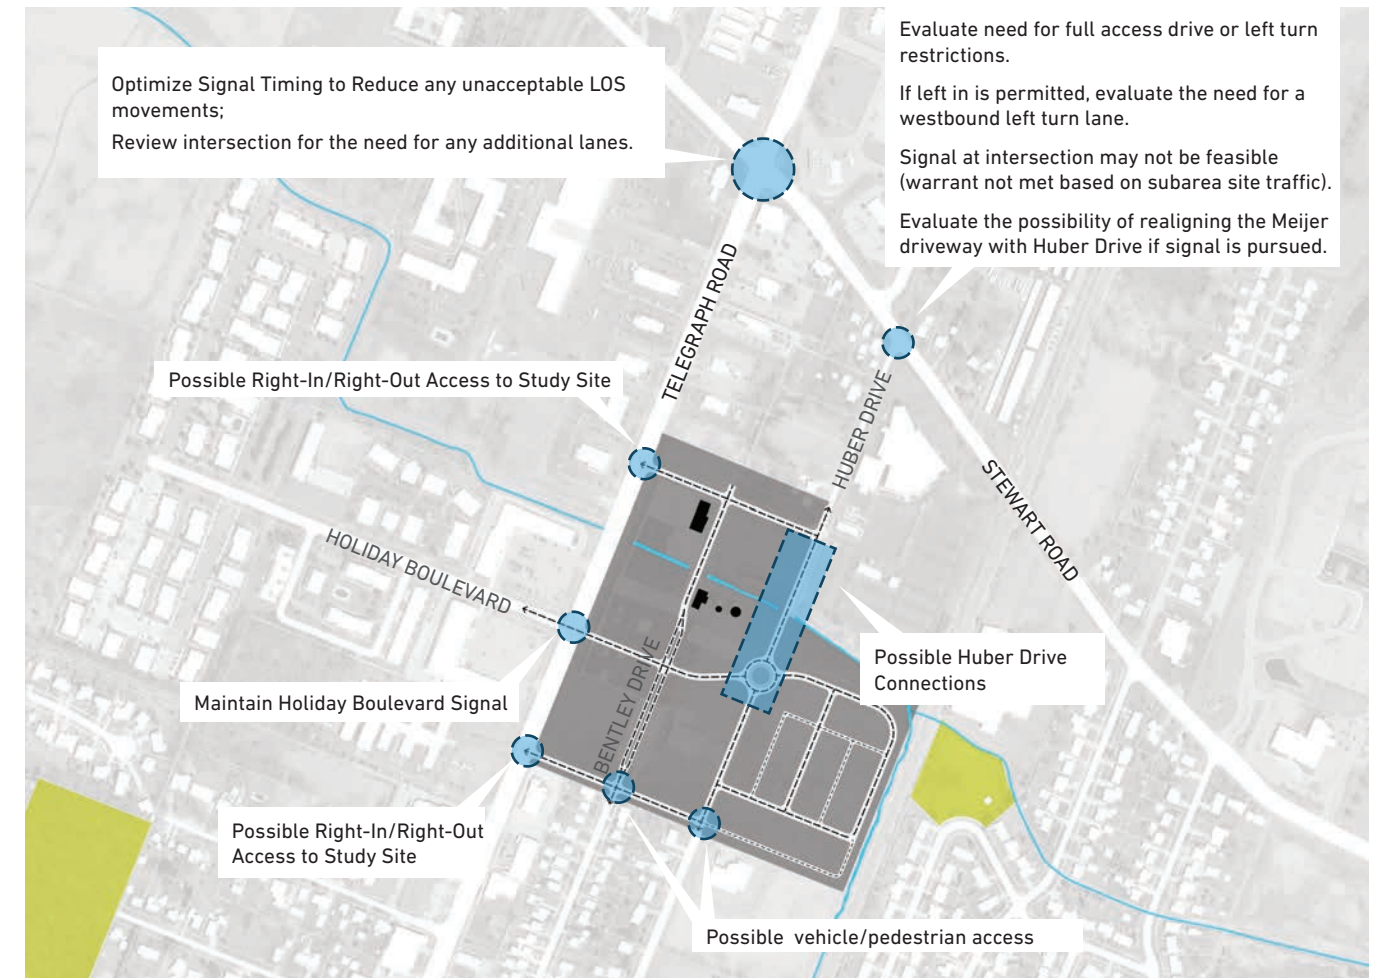 Optimize Signal Timing to Reduce any unacceptable LOS
movements;
Review intersection for the need for any additional lanes.
Evaluate need for full access drive or left turn
restrictions.
If left in is permitted, evaluate the need for a
westbound left turn lane.
Signal at intersection may not be feasible
(warrant not met based on subarea site traffic).
Evaluate the possibility of realigning the Meijer
driveway with Huber Drive if signal is pursued.
TELEGRAPH ROAD
Possible Right-In/Right-Out Access to Study Site
HUBER DRIVE
STEWART ROAD
HOLIDAY BOULEVARD
Maintain Holiday Boulevard Signal
BENTLEY DRIVE
Possible Huber Drive
Connections
Possible Right-In/Right-Out
Access to Study Site
Possible vehicle/pedestrian access